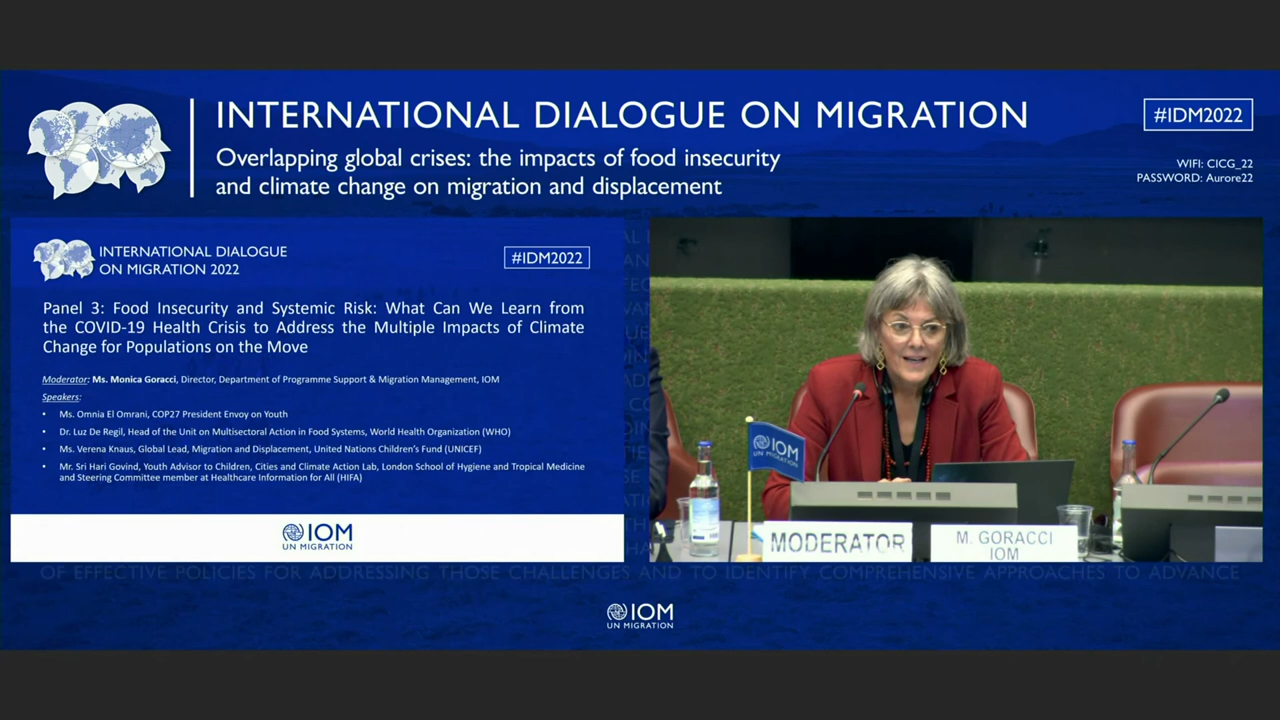 INTERNATIONAL DIALOGUE ON MIGRATION
Overlapping global crises: the impacts of food insecurity
and climate change on migration and displacement
#IDM2022
WIFI: CICG_22
PASSWORD: Aurore22
INTERNATIONAL DIALOGUE
ON MIGRATION 2022
#IDM2022
Panel 3: Food Insecurity and Systemic Risk: What Can We Learn from
the COVID-19 Health Crisis to Address the Multiple Impacts of Climate
Change for Populations on the Move
Moderator: Ms. Monica Goracci, Director, Department of Programme Support & Migration Management, IOM
Speakers:
• Ms. Omnia El Omrani, COP27 President Envoy on Youth
• Dr. Luz De Regil, Head of the Unit on Multisectoral Action in Food Systems, World Health Organization (WHO)
• Ms. Verena Knaus, Global Lead, Migration and Displacement, United Nations Children's Fund (UNICEF)
• Mr. Sri Hari Govind, Youth Advisor to Children, Cities and Climate Action Lab, London School of Hygiene and Tropical Medicine
and Steering Committee member at Healthcare Information for All (HIFA)
IOM
UN MIGRATION
IOM
UN MIGRATION
MODERATOR
M. GORACCI
IOM
OF EFFECTIVE POLICIES FOR ADDRESSING THOSE CHALLENGES AND TO IDENTIFY COMPREHENSIVE APPROACHES TO ADVANCE
IOM
UN MIGRATION